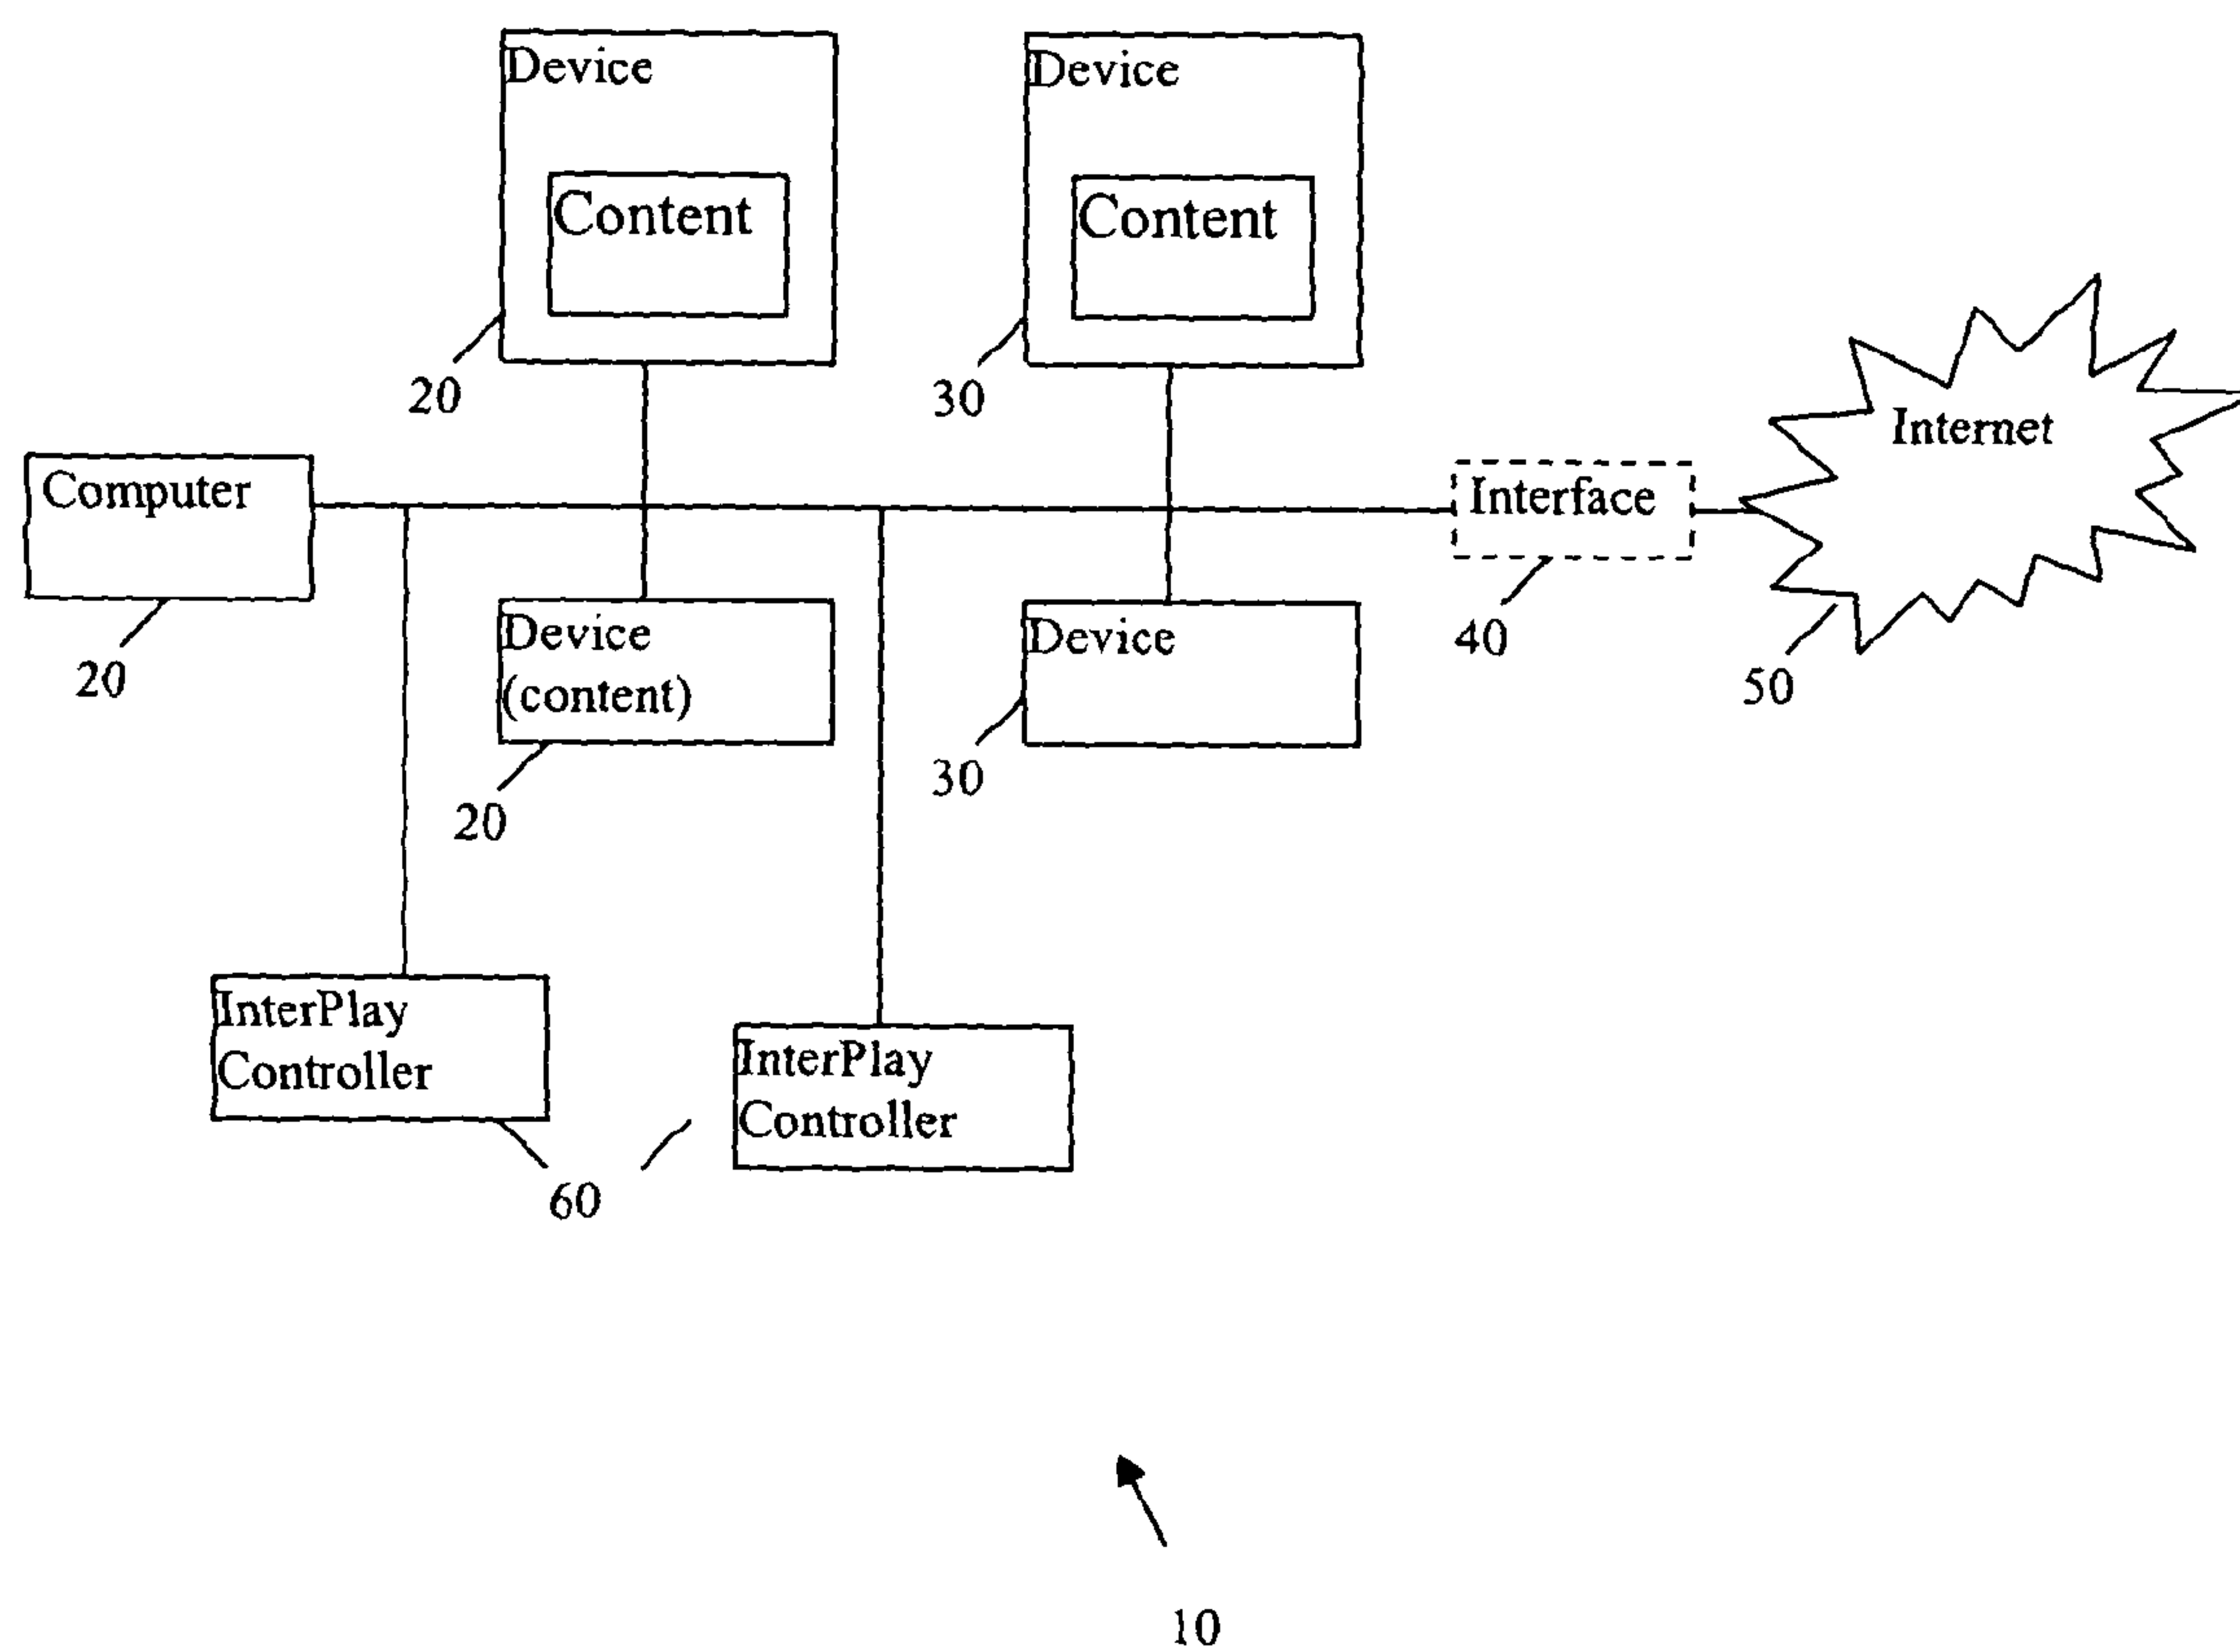 Device
Device
Content
Content
20
30
Internet
Computer
Interface
20
Device
(content)
Device
40
50
20
30
InterPlay
Controller
InterPlay
Controller
60
10